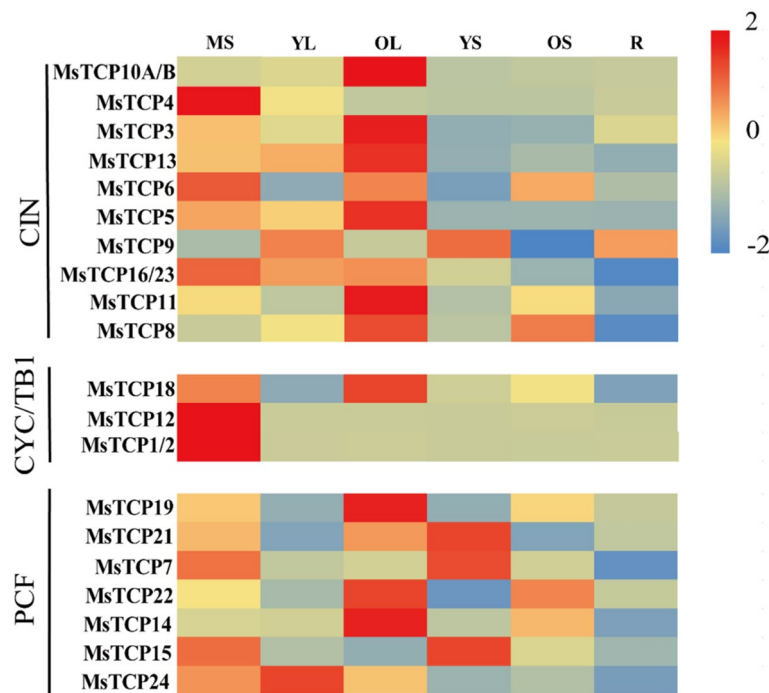 MS YL OL YS OS R
MsTCP10A/B
MsTCP4
MsTCP3
MsTCP13
MsTCP6
MsTCP5
MsTCP9
MsTCP16/23
MsTCP11
MsTCP8
CIN
MsTCP18
MsTCP12
MsTCP1/2
CYC/TB1
MsTCP19
MsTCP21
MsTCP7
MsTCP22
MsTCP14
MsTCP15
MsTCP24
PCF
2
0
-2